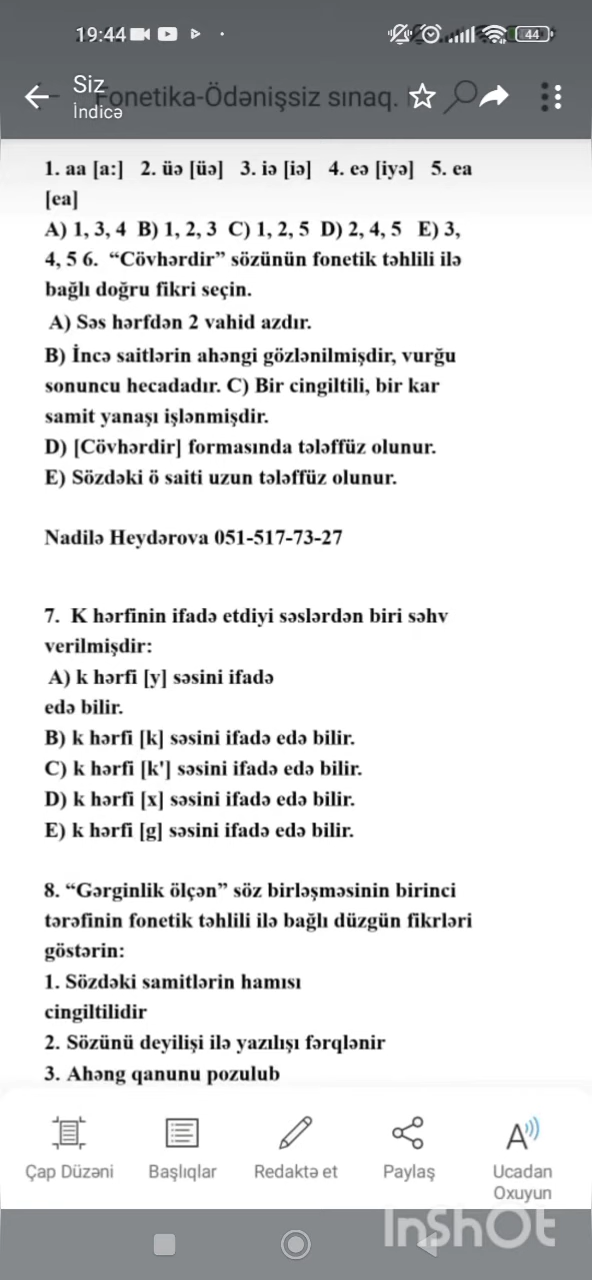 19:44
44
Siz
Fonetika-Ödənişsiz sınaq.
İndicə
1. aa [a:] 2. üə [üə] 3. iə [iə] 4. eə [iyə] 5. ea
[ea]
A) 1, 3, 4 B) 1, 2, 3 C) 1, 2, 5 D) 2, 4, 5 E) 3,
4, 5 6. “Cövhərdir” sözünün fonetik təhlili ilə
bağlı doğru fikri seçin.
A) Səs hərfdən 2 vahid azdır.
B) İncə saitlərin ahəngi gözlənilmişdir, vurğu
sonuncu hecadadır. C) Bir cingiltili, bir kar
samit yanaşı işlənmişdir.
D) [Cövhərdir] formasında tələffüz olunur.
E) Sözdəki ö saiti uzun tələffüz olunur.
Nadilə Heydərova 051-517-73-27
7. K hərfinin ifadə etdiyi səslərdən biri səhv
verilmişdir:
A) k hərfi [y] səsini ifadə
edə bilir.
B) k hərfi [k] səsini ifadə edə bilir.
C) k hərfi [k'] səsini ifadə edə bilir.
D) k hərfi [x] səsini ifadə edə bilir.
E) k hərfi [g] səsini ifadə edə bilir.
8. “Gərginlik ölçən” söz birləşməsinin birinci
tərəfinin fonetik təhlili ilə bağlı düzgün fikrləri
göstərin:
1. Sözdəki samitlərin hamısı
cingiltilidir
2. Sözünü deyilişi ilə yazılışı fərqlənir
3. Ahəng qanunu pozulub
Çap Düzəni
Başlıqlar
Redaktə et
Paylaş
Ucadan
Oxuyun
InShOt